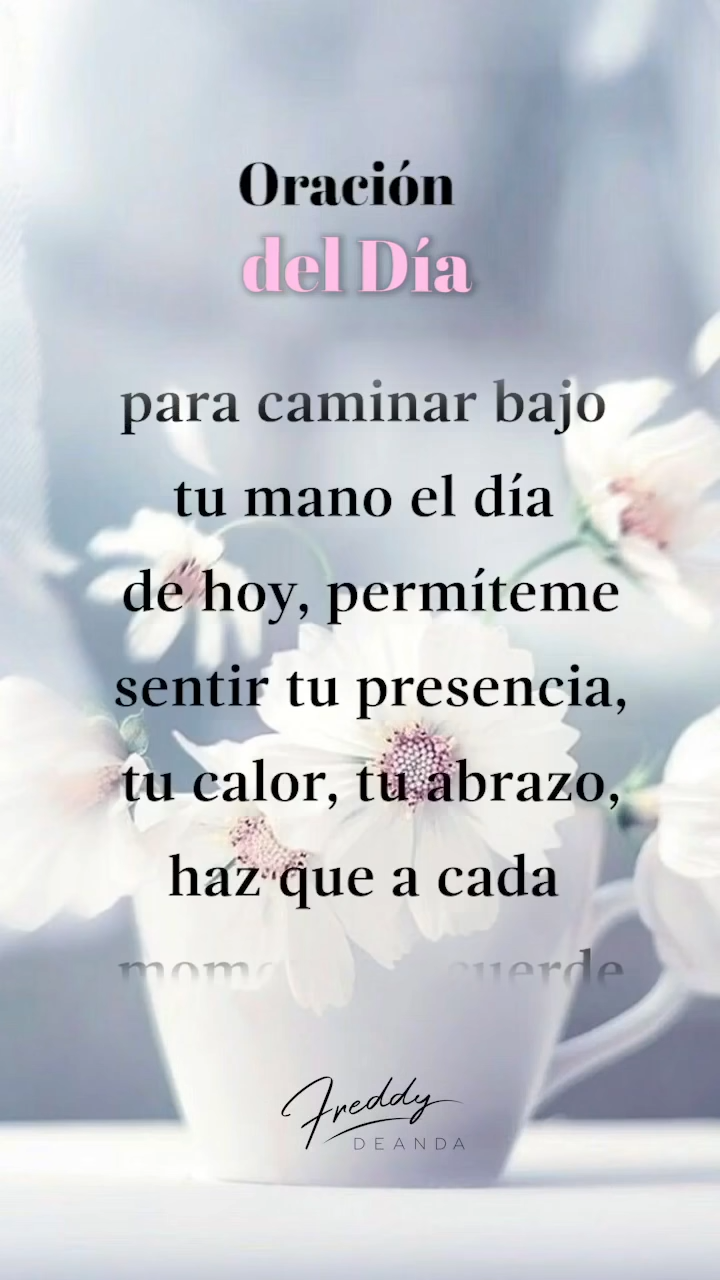 Oración
del Día
para caminar bajo
tu mano el día
de hoy, permíteme
sentir tu presencia,
tu calor, tu abrazo,
haz que a cada
Freddy
DEANDA